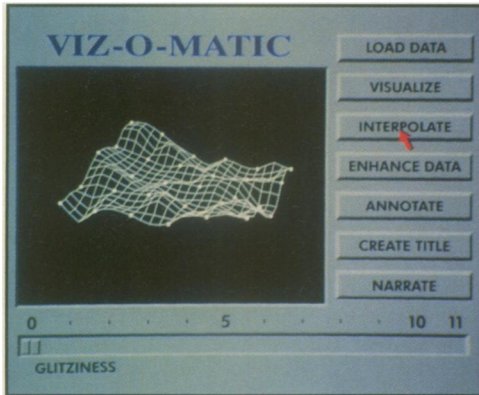 VIZ-O-MATIC
LOAD DATA
VISUALIZE
INTERPOLATE
ENHANCE DATA
ANNOTATE
CREATE TITLE
NARRATE
0 5 10 11
GLITZINESS